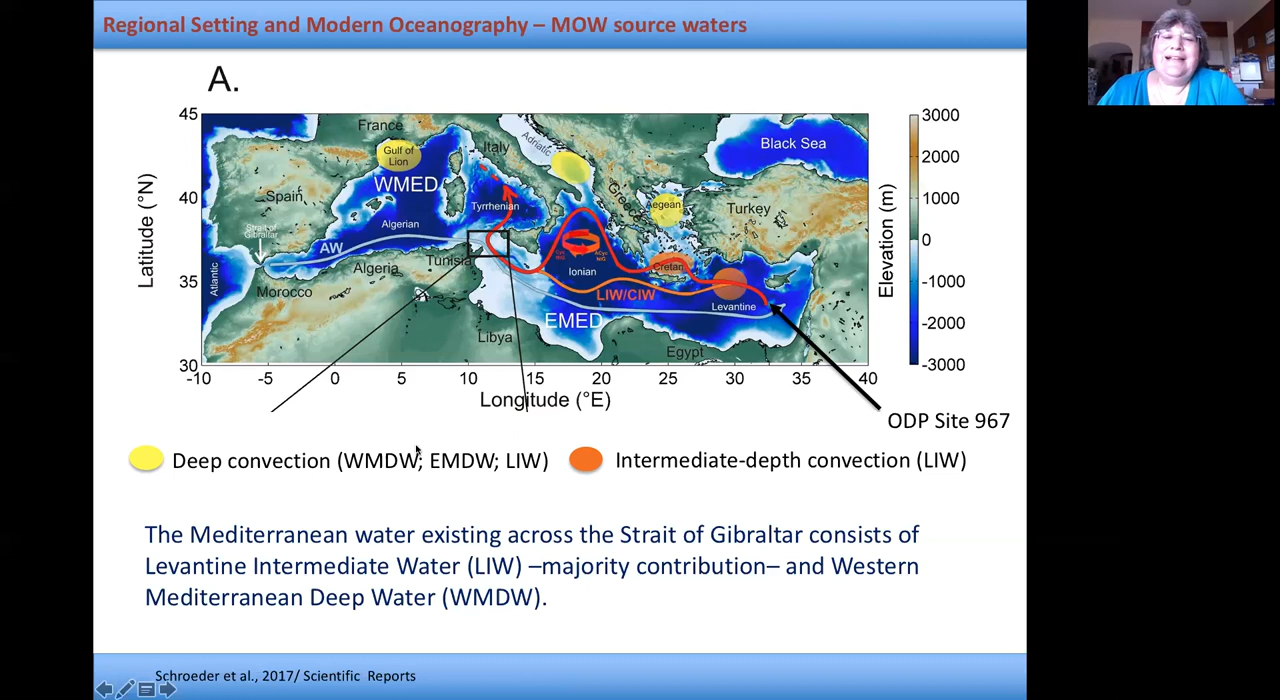 Regional Setting and Modern Oceanography – MOW source waters
A.
45
40
35
30
Latitude (°N)
France
Gulf of
Lion
Italy
Adriatic
Black Sea
WMED
Spain
Tyrrhenian
Greece
Aegean
Turkey
Strait of
Gibraltar
Algerian
AW
Atlantic
Morocco
Algeria
Tunisia
Ionian
Cretan
LIW/CIW
Levantine
EMED
Libya
Egypt
-10 -5 0 5 10 15 20 25 30 35 40
Longitude (°E)
3000
2000
1000
0
-1000
-2000
-3000
Elevation (m)
ODP Site 967
Deep convection (WMDW; EMDW; LIW)
Intermediate-depth convection (LIW)
The Mediterranean water existing across the Strait of Gibraltar consists of
Levantine Intermediate Water (LIW) –majority contribution– and Western
Mediterranean Deep Water (WMDW).
Schroeder et al., 2017/ Scientific Reports